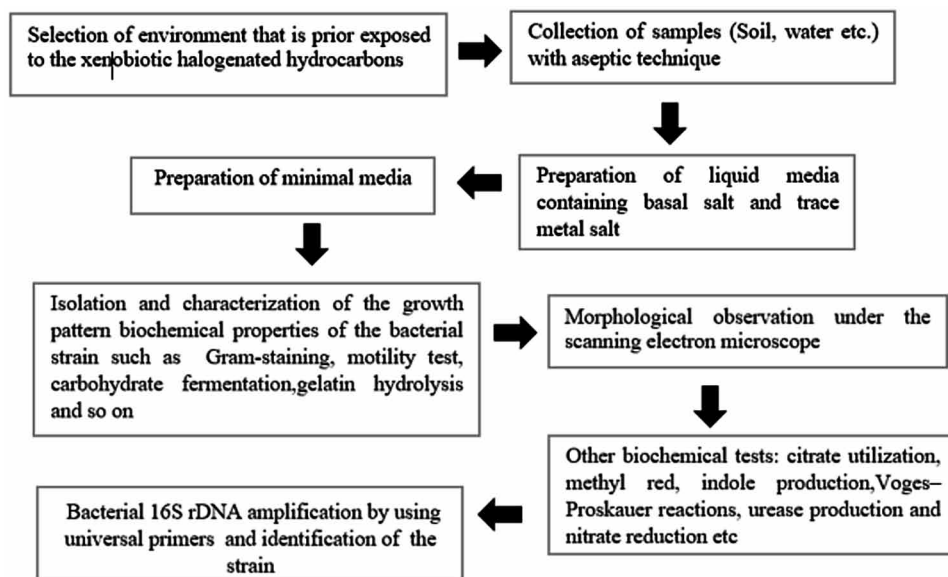 Selection of environment that is prior exposed
to the xenobiotic halogenated hydrocarbons
Collection of samples (Soil, water etc.)
with aseptic technique
Preparation of liquid media
containing basal salt and trace
metal salt
Preparation of minimal media
Isolation and characterization of the growth
pattern biochemical properties of the bacterial
strain such as Gram-staining, motility test,
carbohydrate fermentation,gelatin hydrolysis
and so on
Morphological observation under the
scanning electron microscope
Other biochemical tests: citrate utilization,
methyl red, indole production,Voges–
Proskauer reactions, urease production and
nitrate reduction etc
Bacterial 16S rDNA amplification by using
universal primers and identification of the
strain